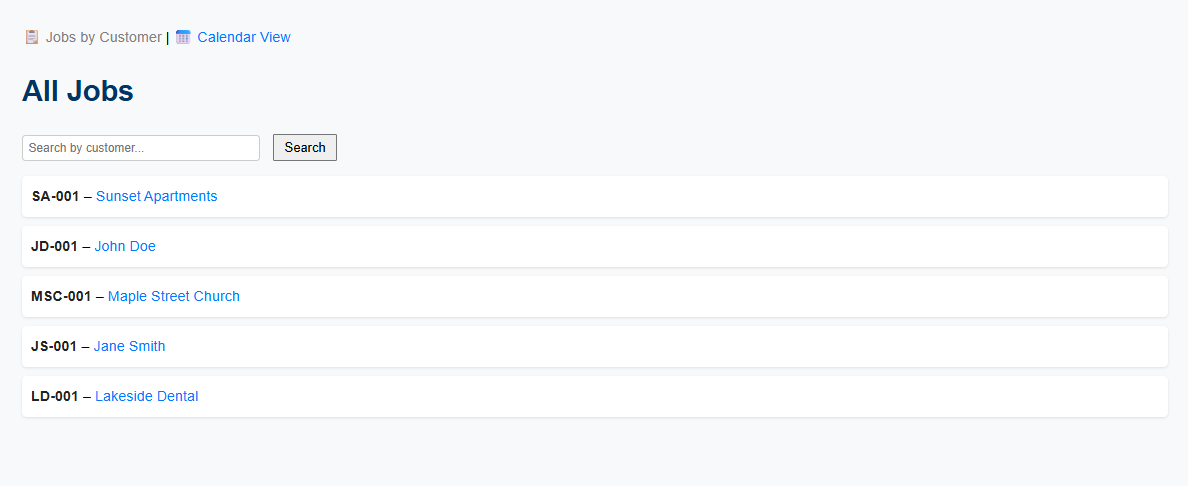 Jobs by Customer | Calendar View
All Jobs
Search by customer... Search
SA-001 – Sunset Apartments
JD-001 – John Doe
MSC-001 – Maple Street Church
JS-001 – Jane Smith
LD-001 – Lakeside Dental